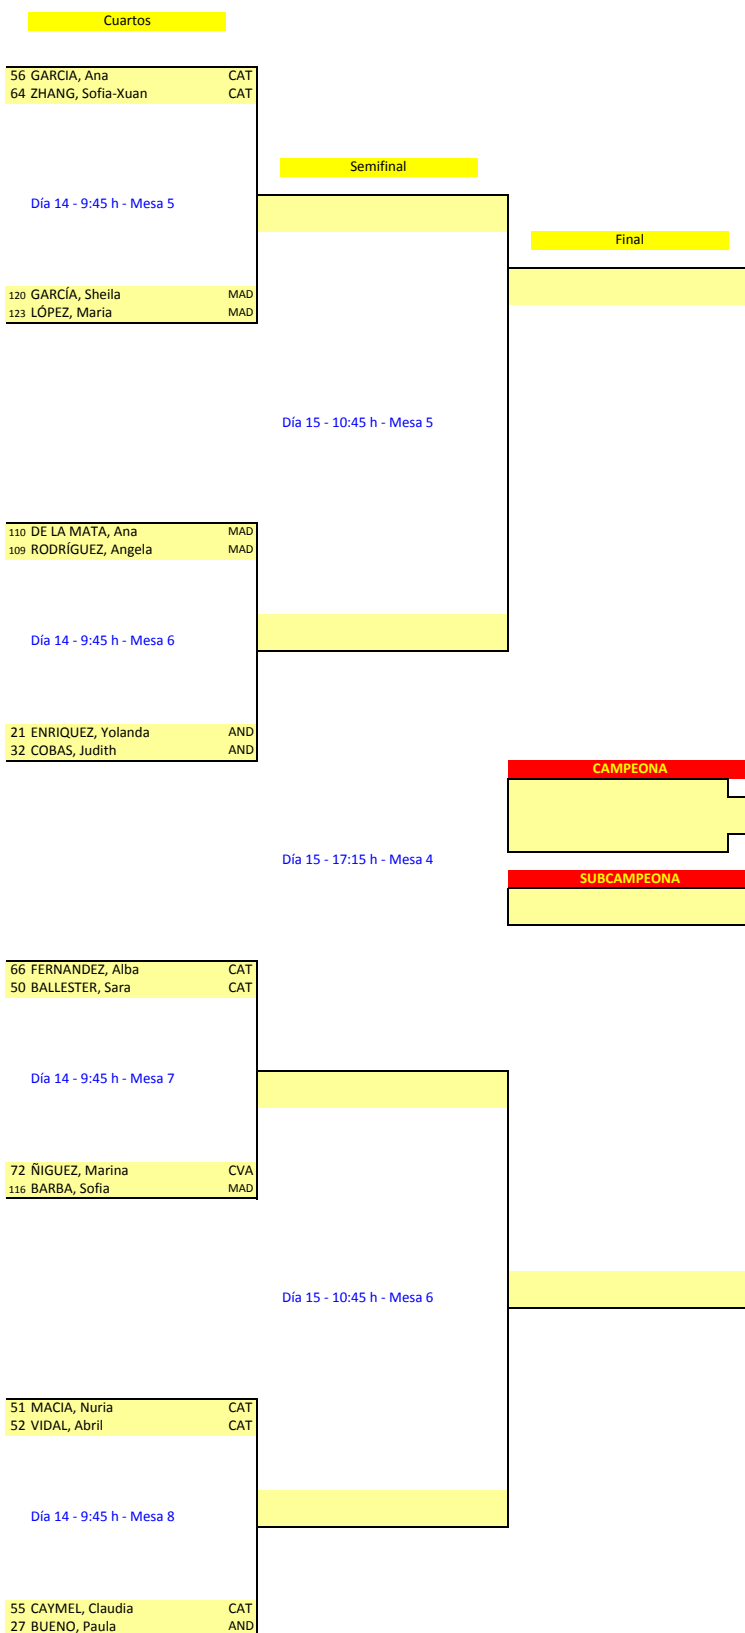 Cuartos
56 GARCIA, Ana CAT
64 ZHANG, Sofia-Xuan CAT
Semifinal
Día 14 - 9:45 h - Mesa 5
Final
120 GARCÍA, Sheila MAD
123 LÓPEZ, Maria MAD
Día 15 - 10:45 h - Mesa 5
110 DE LA MATA, Ana MAD
109 RODRÍGUEZ, Angela MAD
Día 14 - 9:45 h - Mesa 6
21 ENRIQUEZ, Yolanda AND
32 COBAS, Judith AND
CAMPEONA
Día 15 - 17:15 h - Mesa 4
SUBCAMPEONA
66 FERNANDEZ, Alba CAT
50 BALLESTER, Sara CAT
Día 14 - 9:45 h - Mesa 7
72 ÑIGUEZ, Marina CVA
116 BARBA, Sofia MAD
Día 15 - 10:45 h - Mesa 6
51 MACIA, Nuria CAT
52 VIDAL, Abril CAT
Día 14 - 9:45 h - Mesa 8
55 CAYMEL, Claudia CAT
27 BUENO, Paula AND